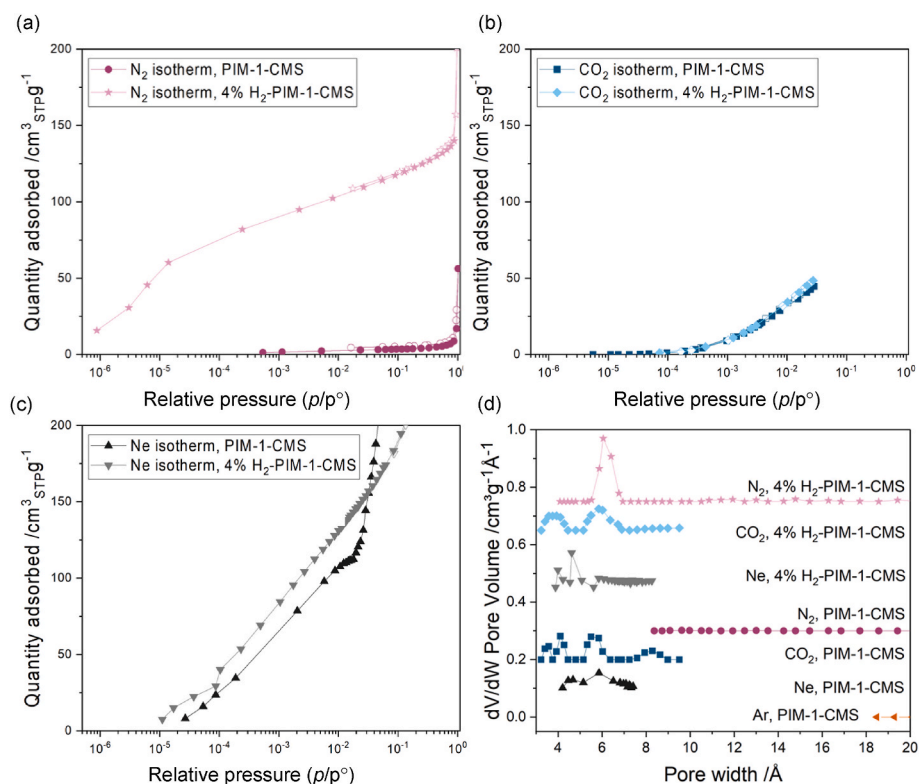 (a)
200
150
100
50
0
Quantity adsorbed /cm³STPg⁻¹
N₂ isotherm, PIM-1-CMS
N₂ isotherm, 4% H₂-PIM-1-CMS
10⁻⁶ 10⁻⁵ 10⁻⁴ 10⁻³ 10⁻² 10⁻¹ 10⁰
Relative pressure (p/p°)
(b)
200
150
100
50
0
Quantity adsorbed /cm³STPg⁻¹
CO₂ isotherm, PIM-1-CMS
CO₂ isotherm, 4% H₂-PIM-1-CMS
10⁻⁶ 10⁻⁵ 10⁻⁴ 10⁻³ 10⁻² 10⁻¹ 10⁰
Relative pressure (p/p°)
(c)
200
150
100
50
0
Quantity adsorbed /cm³STPg⁻¹
Ne isotherm, PIM-1-CMS
Ne isotherm, 4% H₂-PIM-1-CMS
10⁻⁶ 10⁻⁵ 10⁻⁴ 10⁻³ 10⁻² 10⁻¹ 10⁰
Relative pressure (p/p°)
(d)
1.0
0.8
0.6
0.4
0.2
0.0
dV/dW Pore Volume /cm³g⁻¹Å⁻¹
N₂, 4% H₂-PIM-1-CMS
CO₂, 4% H₂-PIM-1-CMS
Ne, 4% H₂-PIM-1-CMS
N₂, PIM-1-CMS
CO₂, PIM-1-CMS
Ne, PIM-1-CMS
Ar, PIM-1-CMS
4 6 8 10 12 14 16 18 20
Pore width /Å